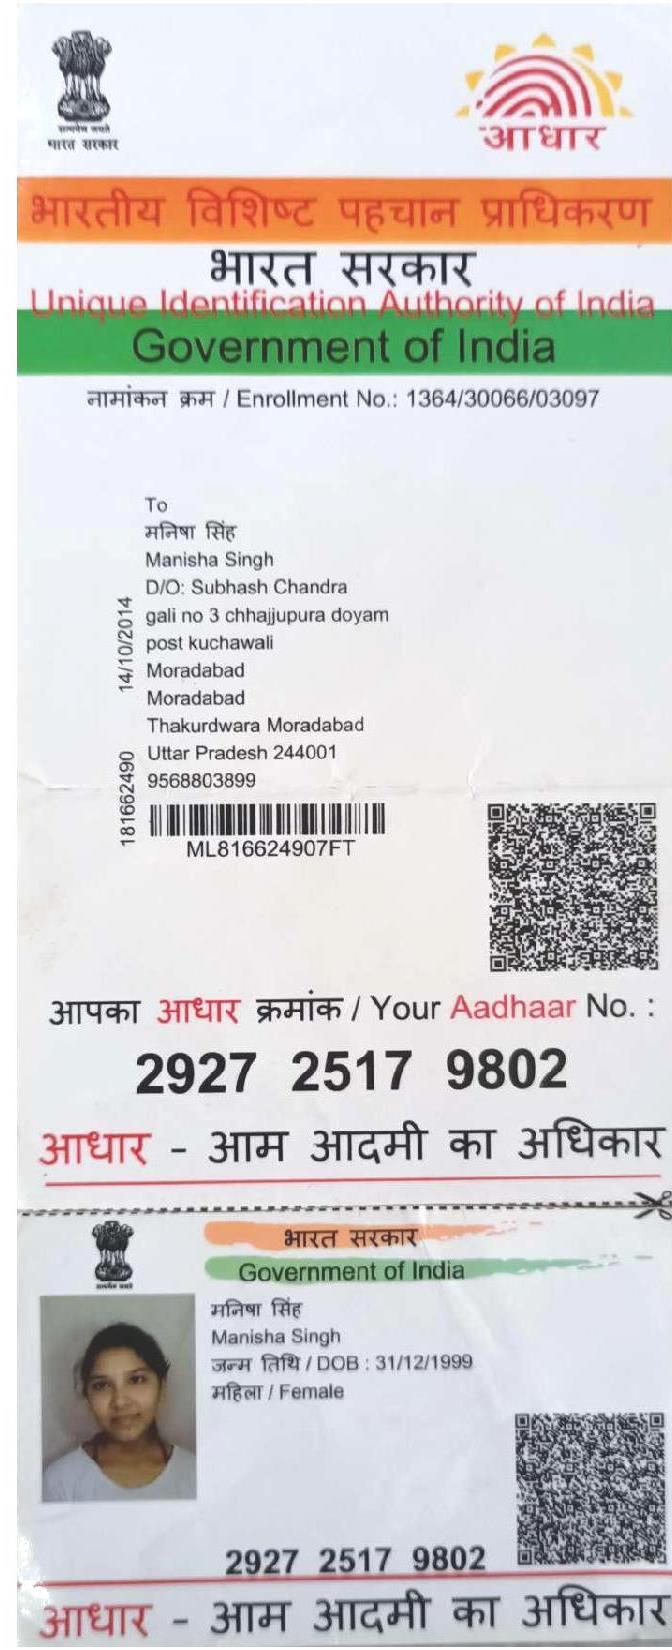 सत्यमेव जयते
भारत सरकार
आधार
भारतीय विशिष्ट पहचान प्राधिकरण
भारत सरकार
Unique Identification Authority of India
Government of India
नामांकन क्रम / Enrollment No.: 1364/30066/03097
To
मनिषा सिंह
Manisha Singh
D/O: Subhash Chandra
gali no 3 chhajjupura doyam
post kuchawali
Moradabad
Moradabad
Thakurdwara Moradabad
Uttar Pradesh 244001
9568803899
181662490 14/10/2014
ML816624907FT
आपका आधार क्रमांक / Your Aadhaar No. :
2927 2517 9802
आधार - आम आदमी का अधिकार
भारत सरकार
Government of India
मनिषा सिंह
Manisha Singh
जन्म तिथि / DOB : 31/12/1999
महिला / Female
2927 2517 9802
आधार - आम आदमी का अधिकार